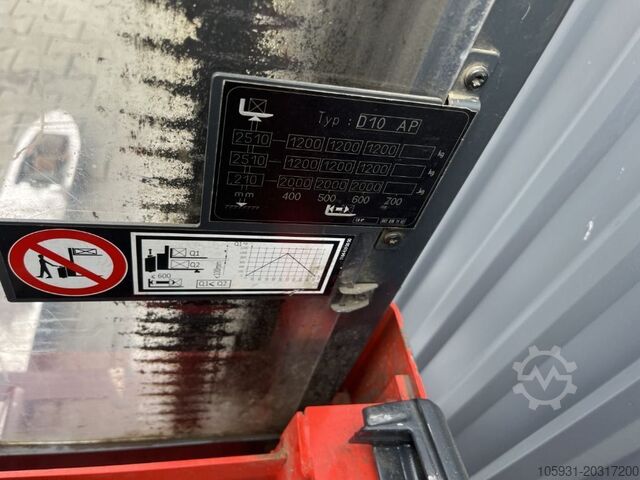 Typ : D10 AP
2510 1200 1200 1200 kg
2510 1200 1200 1200 kg
210 2000 2000 2000 kg
mm 400 500 600 700
Q1
Q2
≤ 600
Q1≤ Q2
105931-20317200